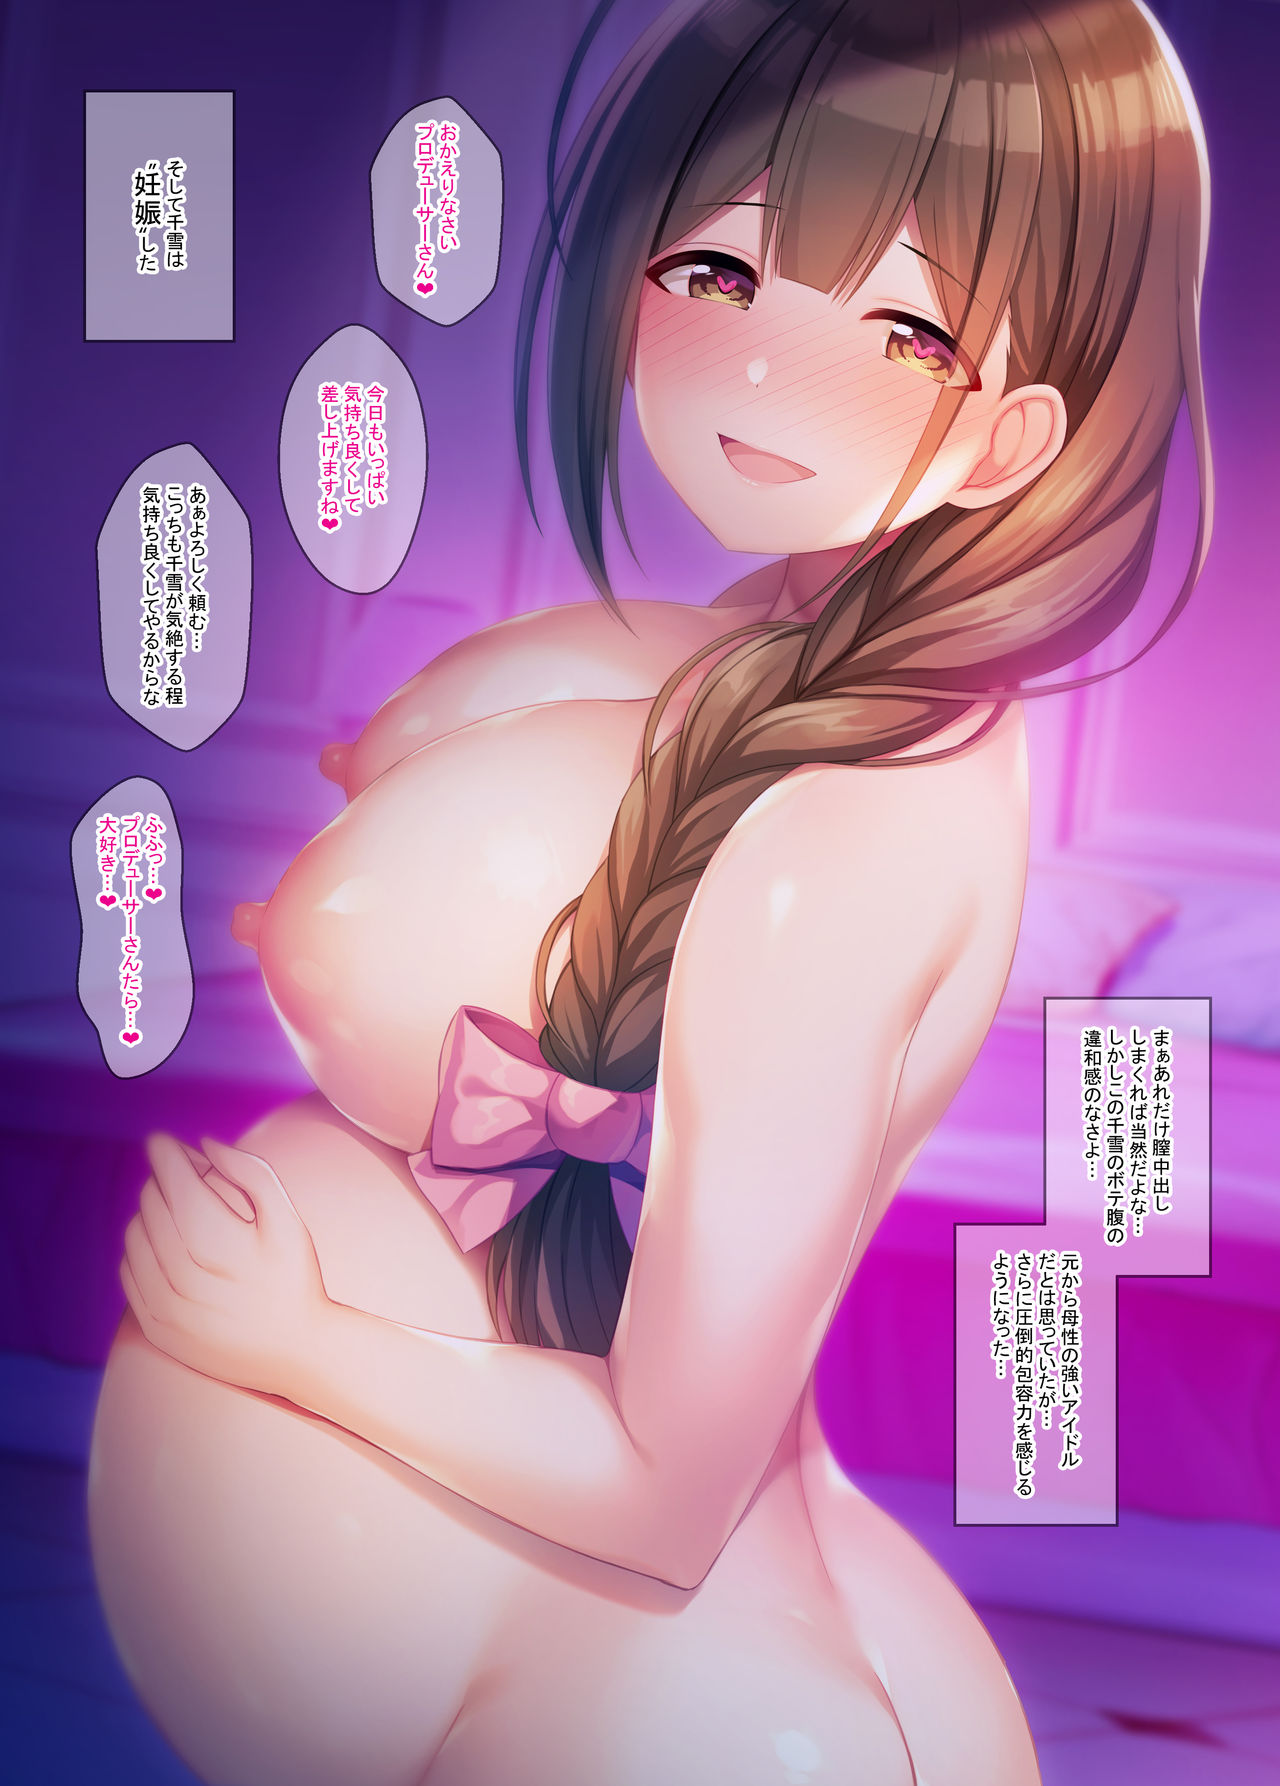 おかえりなさい
プロデューサーさん❤
そして千雪は
〝妊娠〟した
今日もいっぱい
気持ち良くして
差し上げますね❤
あぁよろしく頼む…
こっちも千雪が気絶する程
気持ち良くしてやるからな
ふふっ…❤
プロデューサーさんたら…❤
大好き…❤
まぁあれだけ膣中出し
しまくれば当然だよな…
しかしこの千雪のボテ腹の
違和感のなさよ…
元から母性の強いアイドル
だとは思っていたが…
さらに圧倒的包容力を感じる
ようになった…